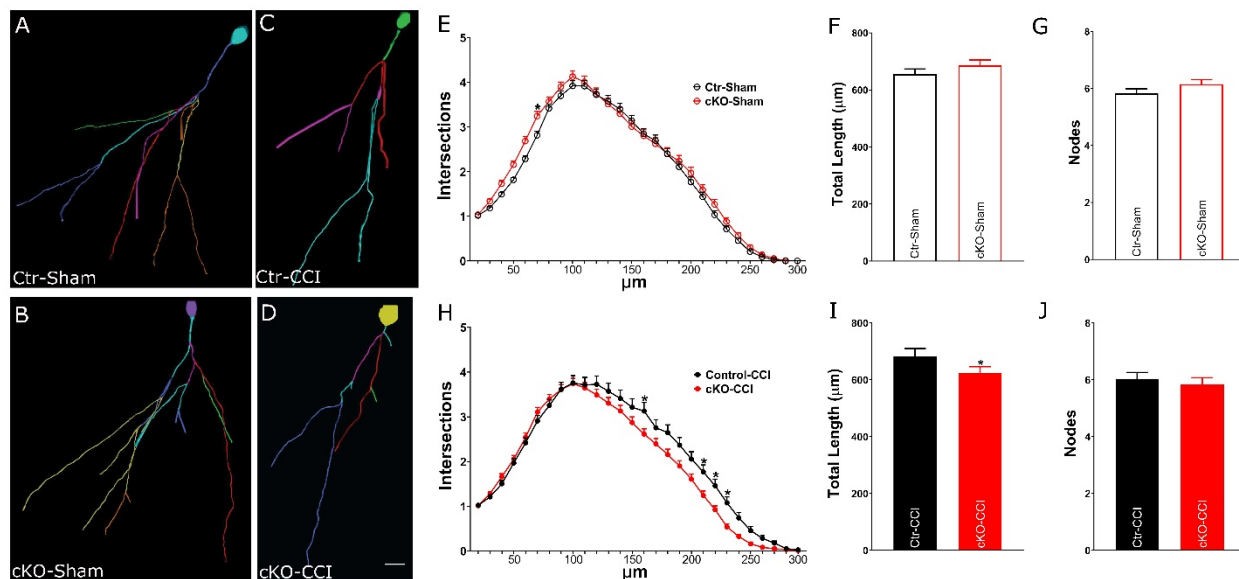 A
Ctr-Sham
C
Ctr-CCI
B
cKO-Sham
D
cKO-CCI
E
Intersections
5
4
3
2
1
0
*
Ctr-Sham
cKO-Sham
50
100
150
200
250
300
µm
F
Total Length (µm)
800
600
400
200
0
Ctr-Sham
cKO-Sham
G
Nodes
8
6
4
2
0
Ctr-Sham
cKO-Sham
H
Intersections
5
4
3
2
1
0
Control-CCI
cKO-CCI
*
*
*
*
50
100
150
200
250
300
µm
I
Total Length (µm)
800
600
400
200
0
*
Ctr-CCI
cKO-CCI
J
Nodes
8
6
4
2
0
Ctr-CCI
cKO-CCI